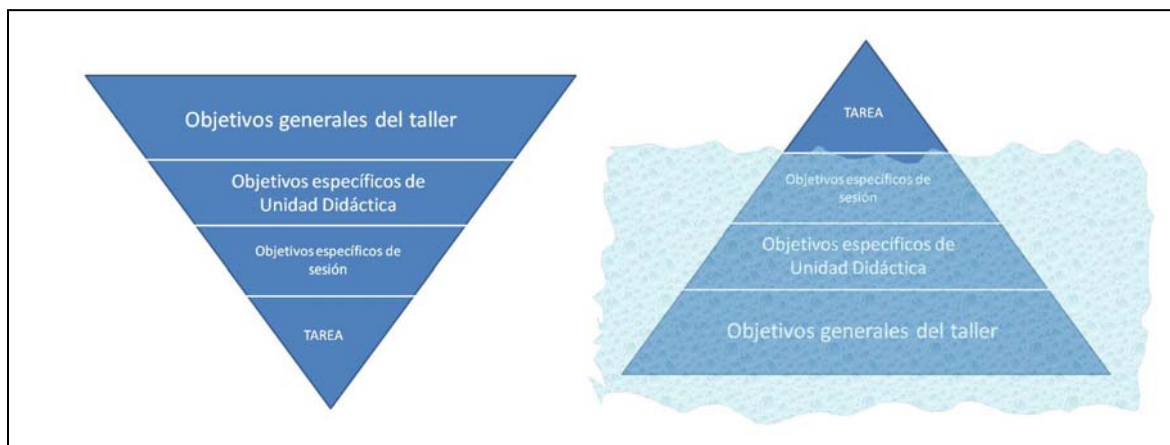 Objetivos generales del taller
Objetivos específicos de
Unidad Didáctica
Objetivos específicos de
sesión
TAREA
TAREA
Objetivos específicos de
sesión
Objetivos específicos de
Unidad Didáctica
Objetivos generales del taller